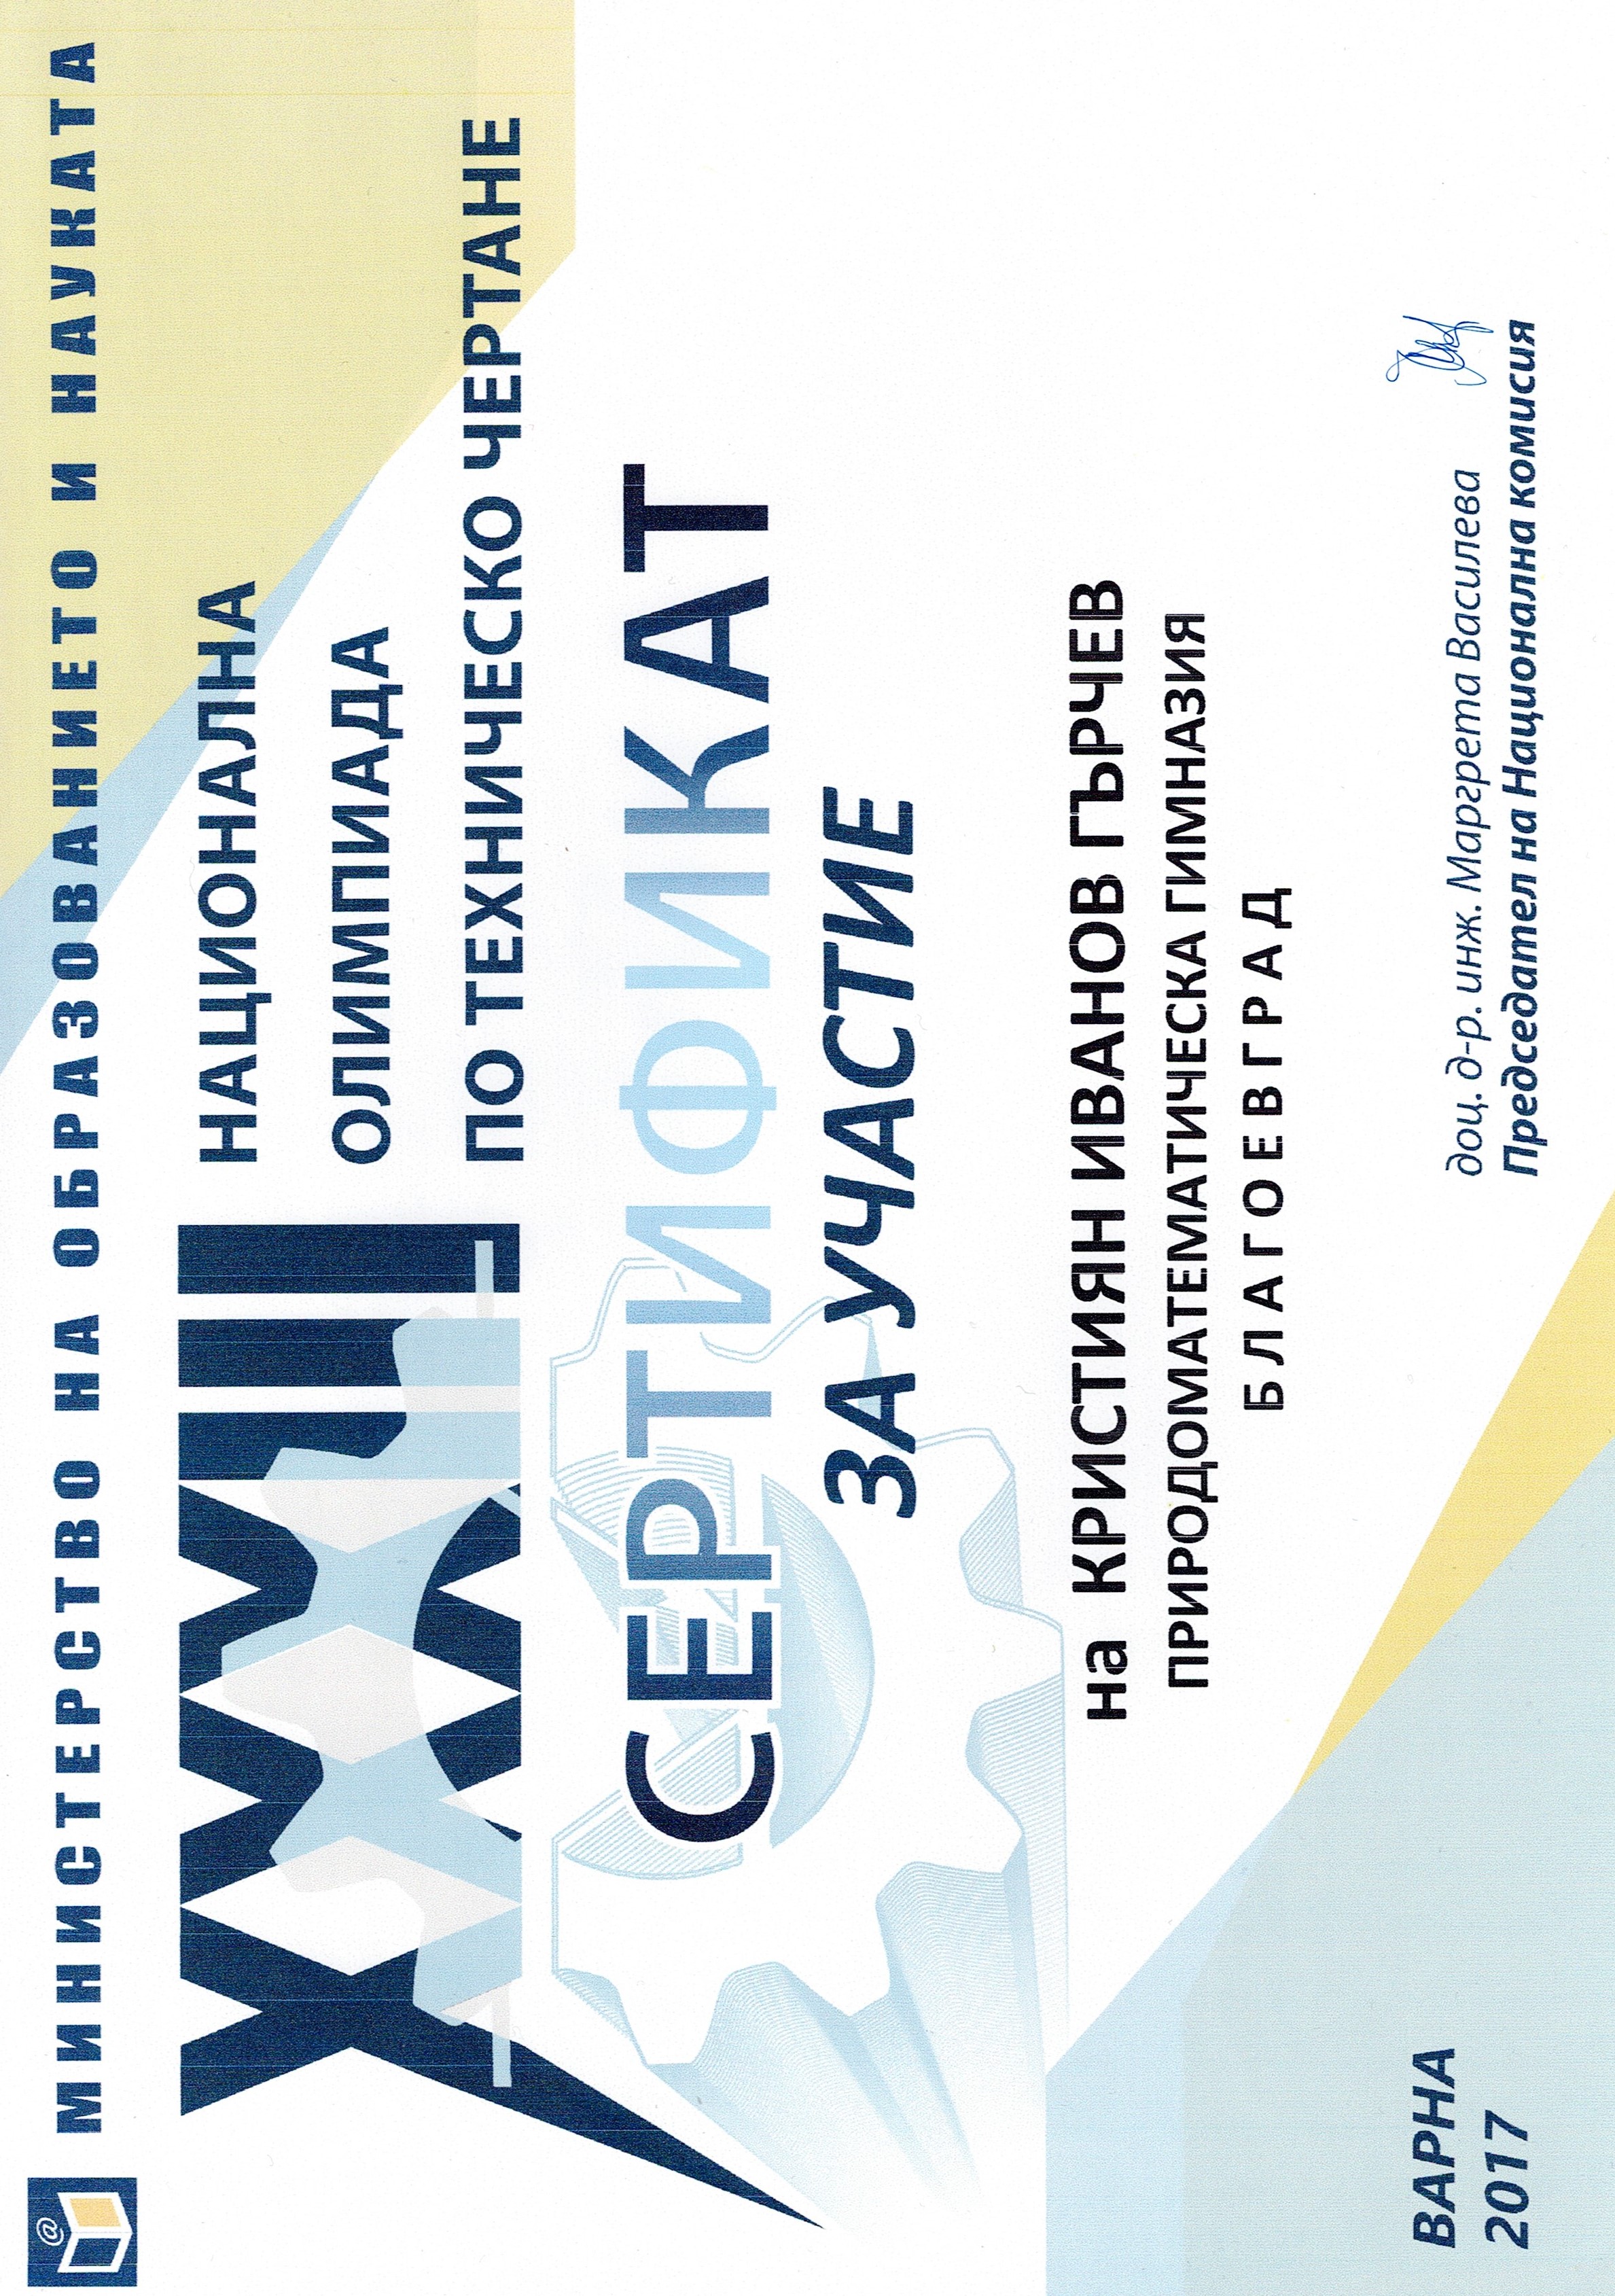 @
МИНИСТЕРСТВО НА ОБРАЗОВАНИЕТО И НАУКАТА
XXXIII
НАЦИОНАЛНА
ОЛИМПИАДА
ПО ТЕХНИЧЕСКО ЧЕРТАНЕ
СЕРТИФИКАТ
ЗА УЧАСТИЕ
на КРИСТИЯН ИВАНОВ ГЪРЧЕВ
ПРИРОДОМАТЕМАТИЧЕСКА ГИМНАЗИЯ
БЛАГОЕВГРАД
ВАРНА
2017
доц. д-р. инж. Маргрета Василева
Председател на Национална комисия